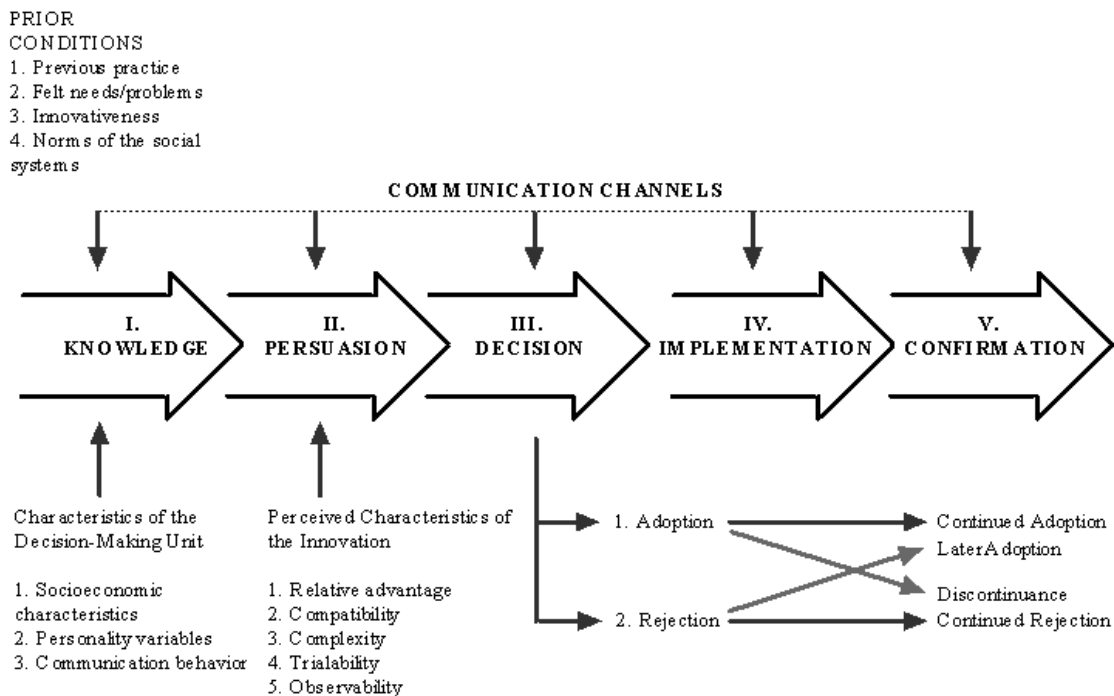 PRIOR
CONDITIONS
1. Previous practice
2. Felt needs/problems
3. Innovativeness
4. Norms of the social
systems
COMMUNICATION CHANNELS
I.
KNOWLEDGE
II.
PERSUASION
III.
DECISION
IV.
IMPLEMENTATION
V.
CONFIRMATION
Characteristics of the
Decision-Making Unit
1. Socioeconomic
characteristics
2. Personality variables
3. Communication behavior
Perceived Characteristics of
the Innovation
1. Relative advantage
2. Compatibility
3. Complexity
4. Trialability
5. Observability
1. Adoption
2. Rejection
Continued Adoption
Later Adoption
Discontinuance
Continued Rejection